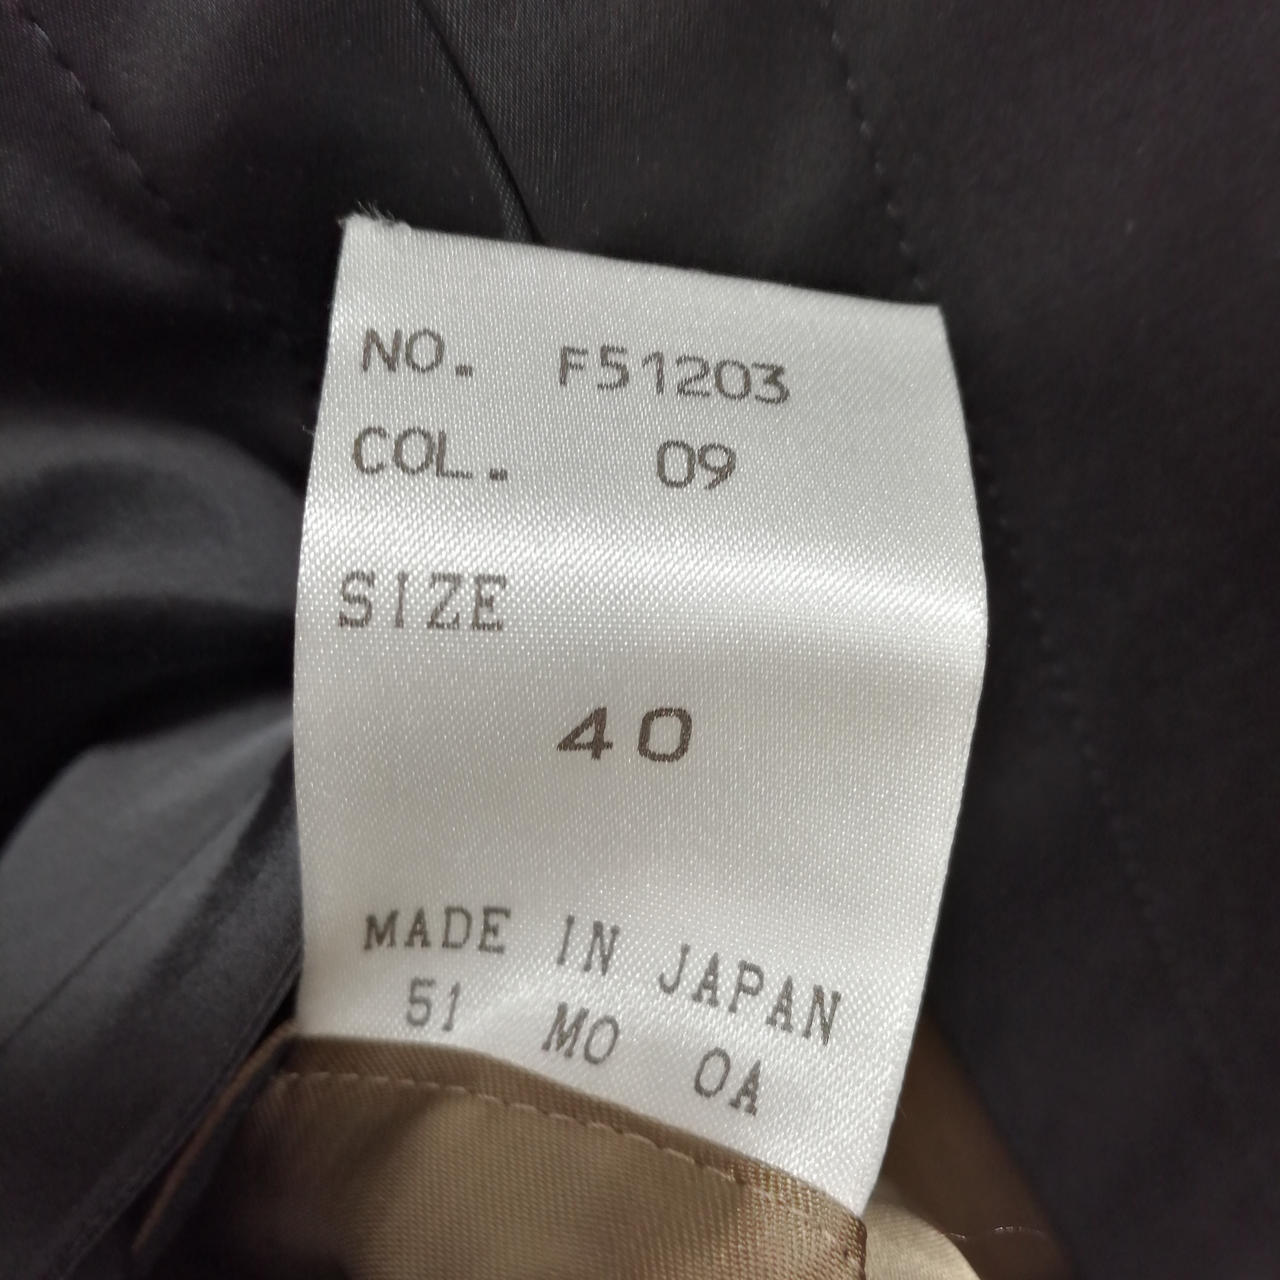 NO. F51203
COL. 09
SIZE
40
MADE IN JAPAN
51 MO OA